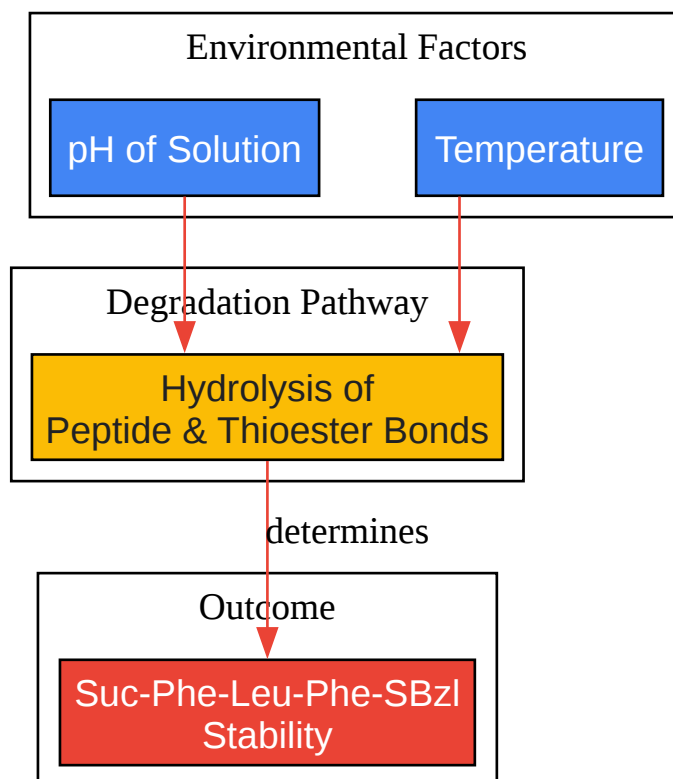 Environmental Factors
pH of Solution
Temperature
Degradation Pathway
Hydrolysis of
Peptide & Thioester Bonds
determines
Outcome
Suc-Phe-Leu-Phe-SBzl
Stability